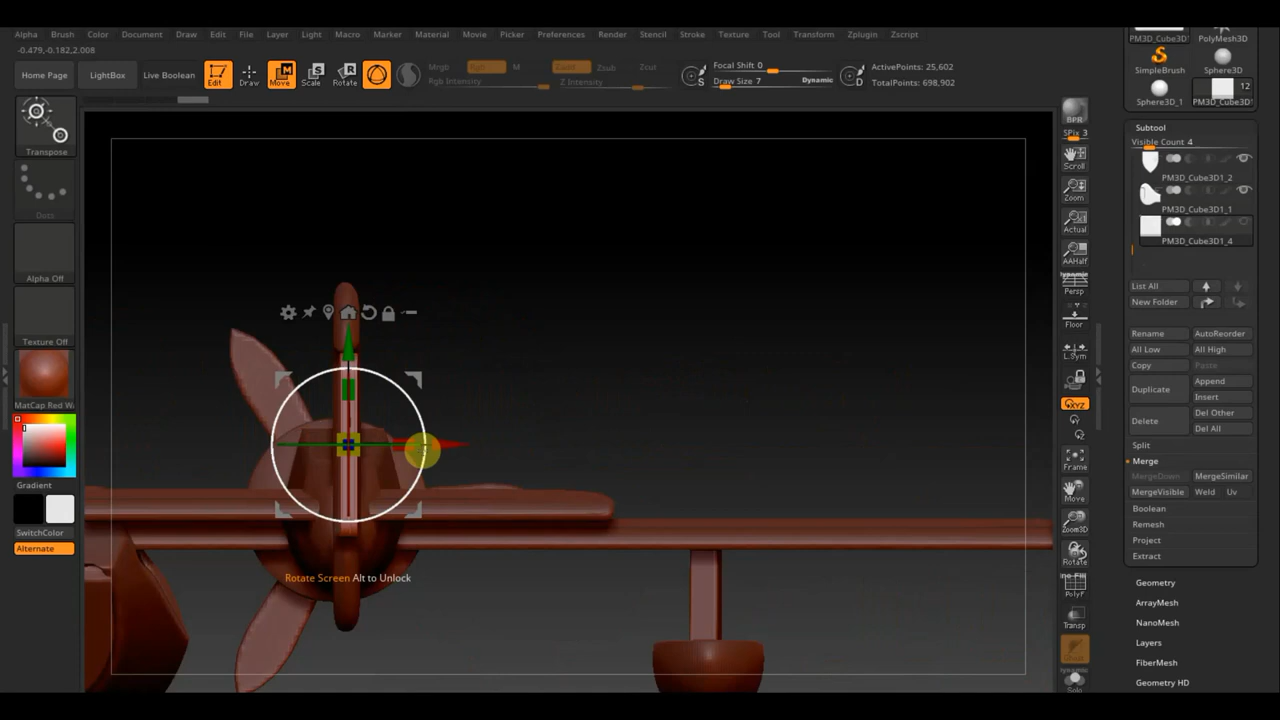 Alpha Brush Color Document Draw Edit File Layer Light Macro Marker Material Movie Picker Preferences Render Stencil Stroke Texture Tool Transform Zplugin Zscript
-0.479,-0.182,2.008
Home Page LightBox Live Boolean Edit Draw Move Scale Rotate
Mrgb Rgb M
Rgb Intensity
Zadd Zsub Zcut
Z Intensity
S
Focal Shift 0
Draw Size 7 Dynamic
D
ActivePoints: 25,602
TotalPoints: 698,902
Transpose
Dots
Alpha Off
Texture Off
MatCap Red Wa
Gradient
SwitchColor
Alternate
Rotate Screen Alt to Unlock
BPR
SPix 3
Scroll
Zoom
Actual
AAHalf
Dynamic
Persp
Floor
L.Sym
XYZ
Y
Z
Frame
Move
Zoom3D
Rotate
Line Fill
PolyF
Transp
Ghost
Dynamic
Solo
PM3D_Cube3D PolyMesh3D
SimpleBrush Sphere3D
12
Sphere3D_1 PM3D_Cube3D1
Subtool
Visible Count 4
PM3D_Cube3D1_2
PM3D_Cube3D1_1
PM3D_Cube3D1_4
List All
New Folder
Rename AutoReorder
All Low All High
Copy Paste
Duplicate Append
Insert
Delete Del Other
Del All
Split
Merge
MergeDown MergeSimilar
MergeVisible Weld Uv
Boolean
Remesh
Project
Extract
Geometry
ArrayMesh
NanoMesh
Layers
FiberMesh
Geometry HD